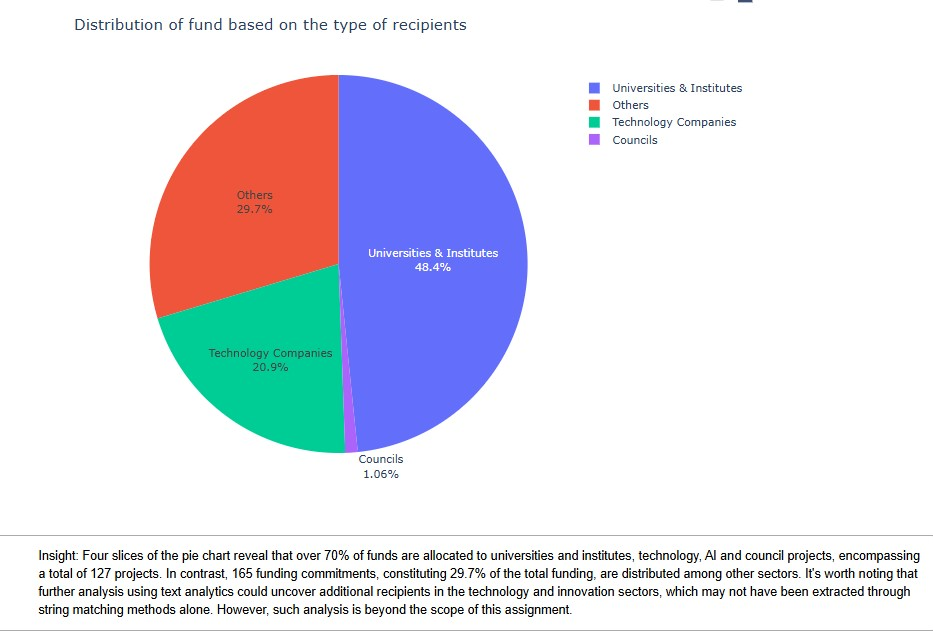 Distribution of fund based on the type of recipients
Universities & Institutes
Others
Technology Companies
Councils
Others
29.7%
Universities & Institutes
48.4%
Technology Companies
20.9%
Councils
1.06%
Insight: Four slices of the pie chart reveal that over 70% of funds are allocated to universities and institutes, technology, AI and council projects, encompassing
a total of 127 projects. In contrast, 165 funding commitments, constituting 29.7% of the total funding, are distributed among other sectors. It's worth noting that
further analysis using text analytics could uncover additional recipients in the technology and innovation sectors, which may not have been extracted through
string matching methods alone. However, such analysis is beyond the scope of this assignment.